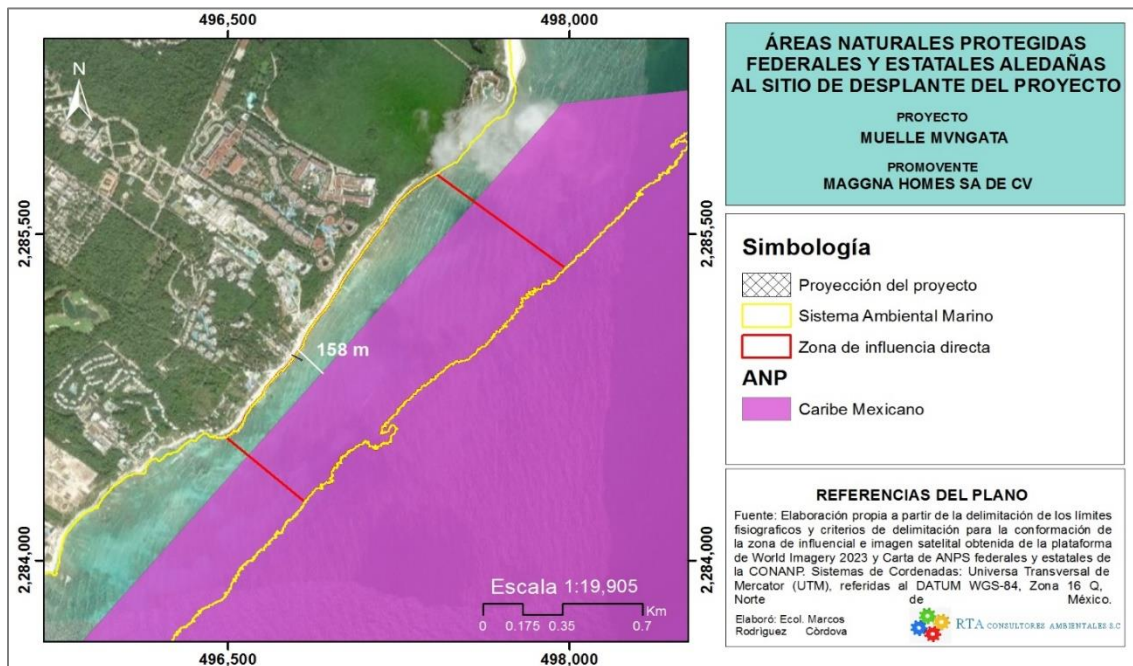 496,500
498,000
N
2,285,500
2,285,500
158 m
2,284,000
2,284,000
Escala 1:19,905
Km
0 0.175 0.35 0.7
496,500
498,000
ÁREAS NATURALES PROTEGIDAS
FEDERALES Y ESTATALES ALEDAÑAS
AL SITIO DE DESPLANTE DEL PROYECTO
PROYECTO
MUELLE MVNGATA
PROMOVENTE
MAGGNA HOMES SA DE CV
Simbología
Proyección del proyecto
Sistema Ambiental Marino
Zona de influencia directa
ANP
Caribe Mexicano
REFERENCIAS DEL PLANO
Fuente: Elaboración propia a partir de la delimitación de los límites
fisiograficos y criterios de delimitación para la conformación de
la zona de influencial e imagen satelital obtenida de la plataforma
de World Imagery 2023 y Carta de ANPS federales y estatales de
la CONANP. Sistemas de Cordenadas: Universa Transversal de
Mercator (UTM), referidas al DATUM WGS-84, Zona 16 Q,
Norte de México.
Elaboró: Ecol. Marcos
Rodriguez Còrdova
RTA CONSULTORES AMBIENTALES S.C